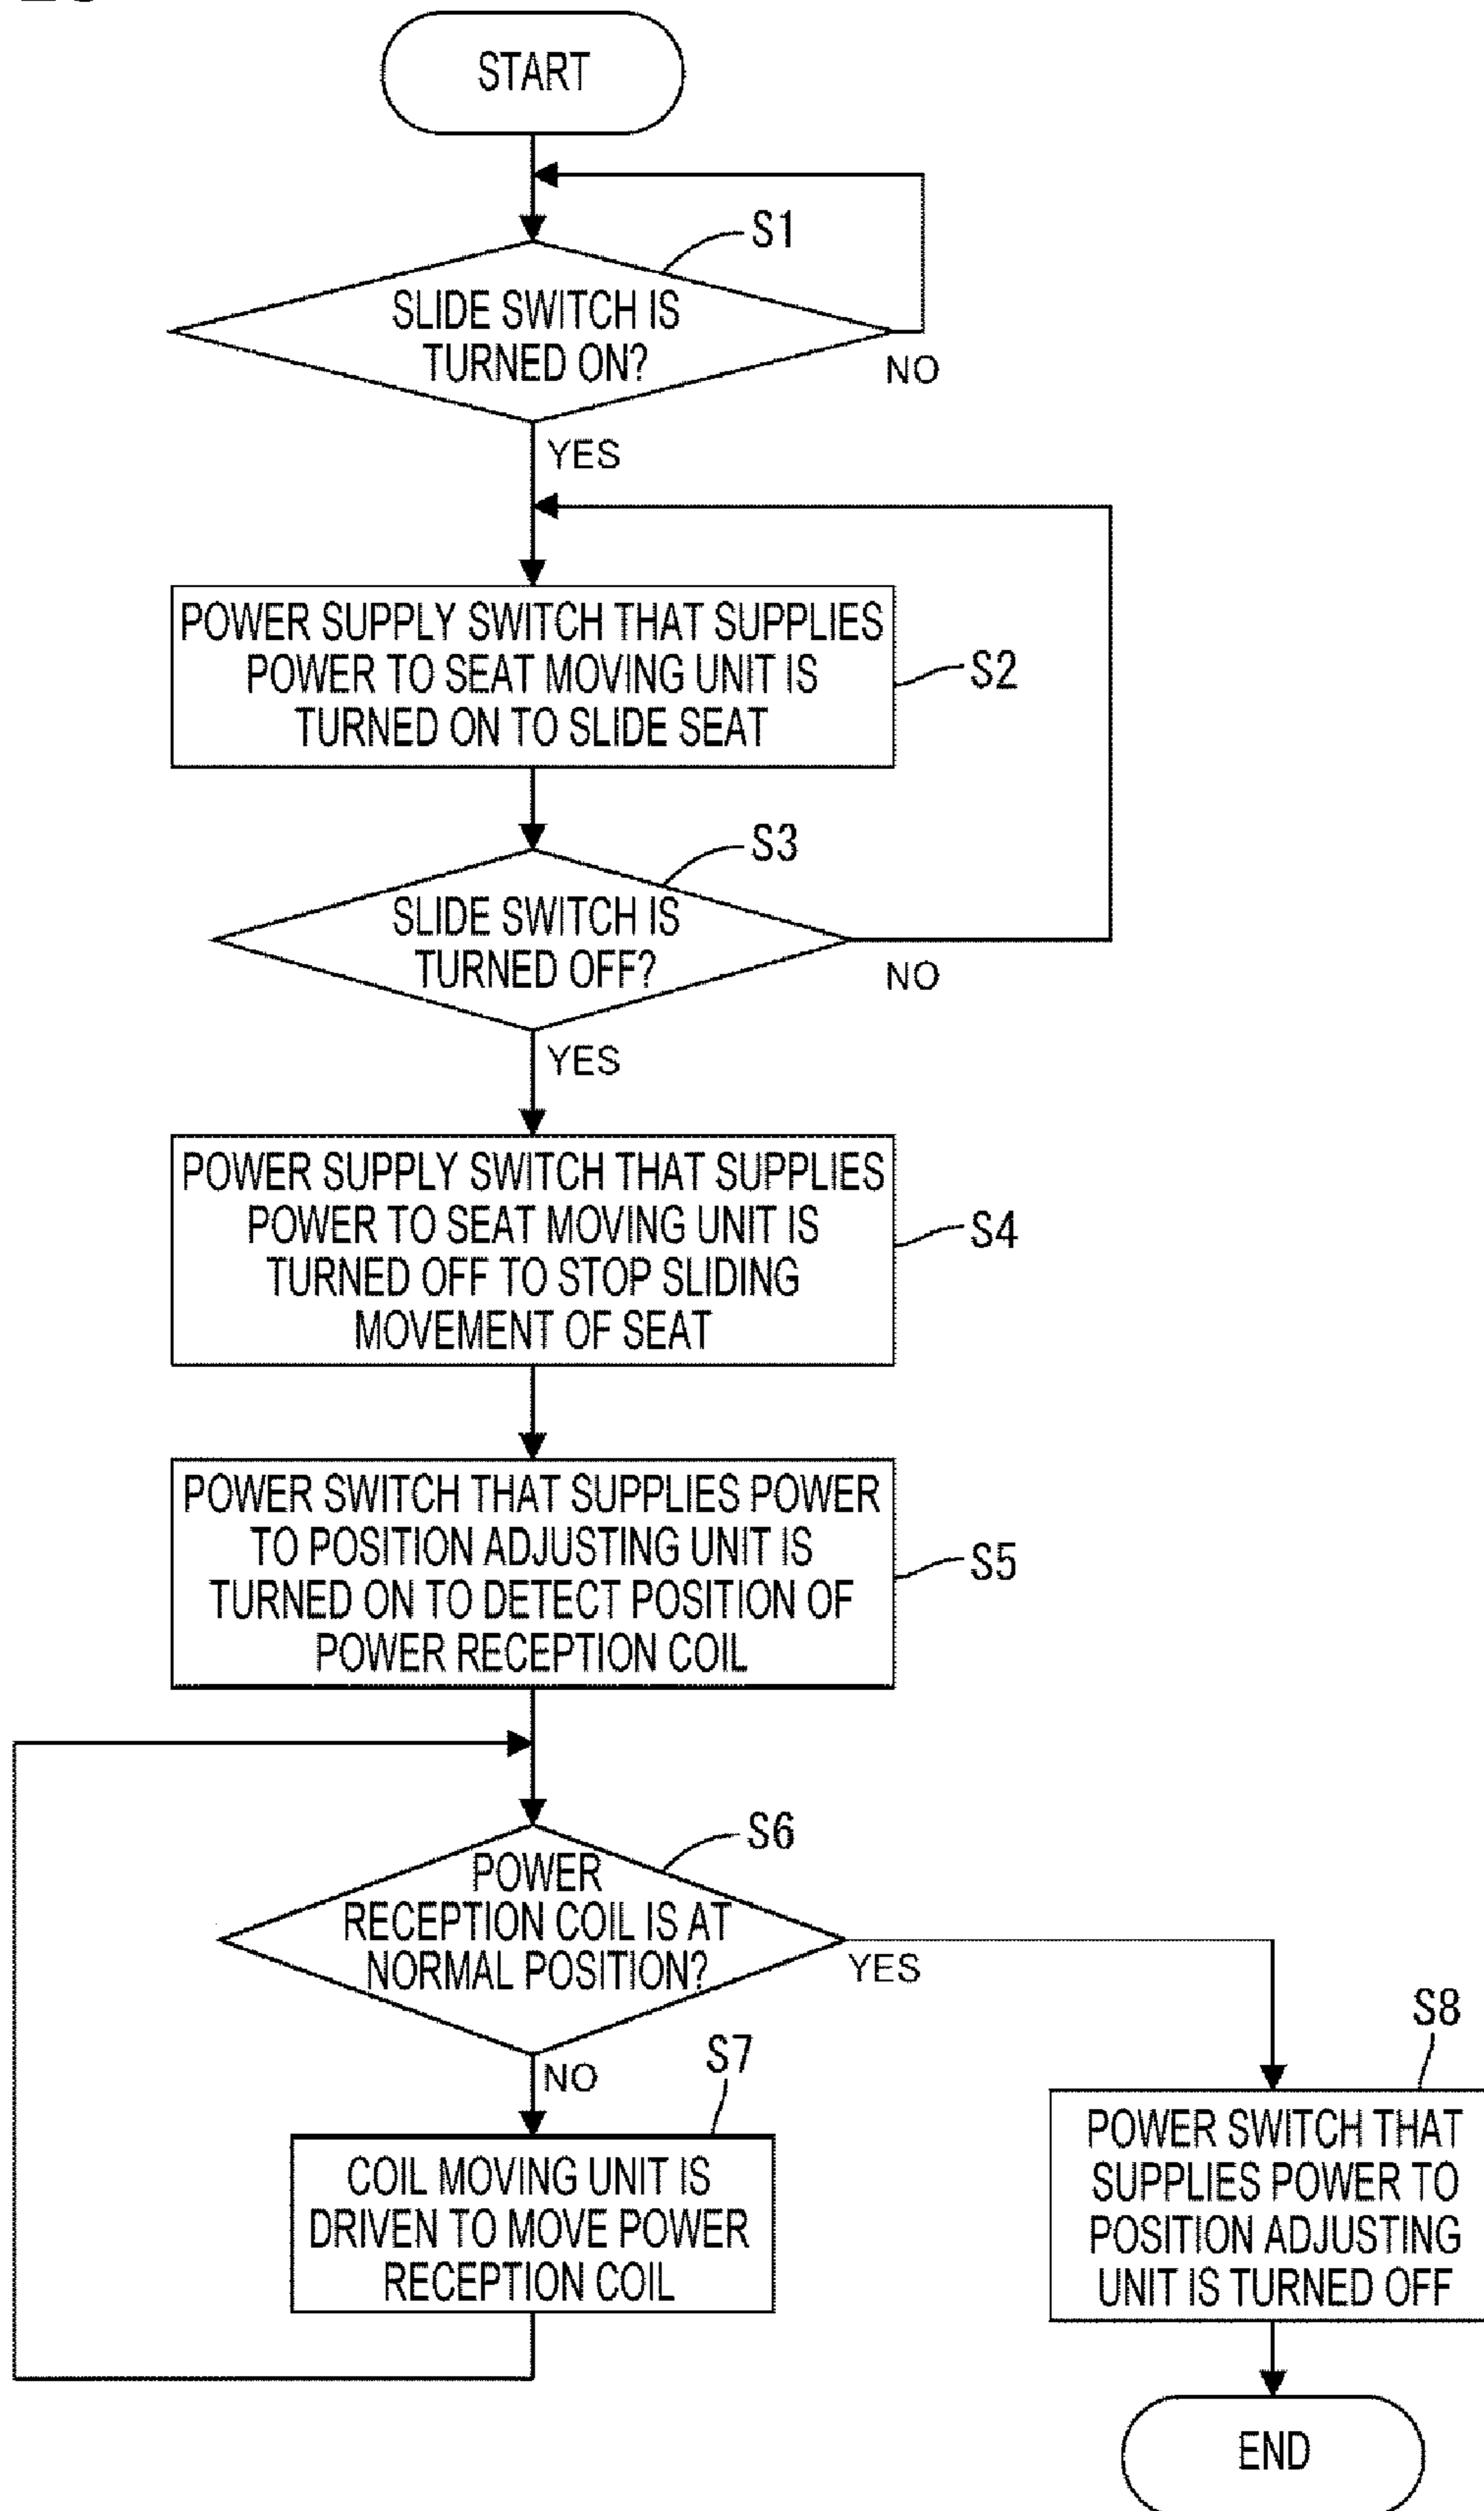 START
S1
SLIDE SWITCH IS
TURNED ON?
NO
YES
POWER SUPPLY SWITCH THAT SUPPLIES
POWER TO SEAT MOVING UNIT IS
TURNED ON TO SLIDE SEAT
S2
S3
SLIDE SWITCH IS
TURNED OFF?
NO
YES
POWER SUPPLY SWITCH THAT SUPPLIES
POWER TO SEAT MOVING UNIT IS
TURNED OFF TO STOP SLIDING
MOVEMENT OF SEAT
S4
POWER SWITCH THAT SUPPLIES POWER
TO POSITION ADJUSTING UNIT IS
TURNED ON TO DETECT POSITION OF
POWER RECEPTION COIL
S5
S6
POWER
RECEPTION COIL IS AT
NORMAL POSITION?
YES
NO
S7
COIL MOVING UNIT IS
DRIVEN TO MOVE POWER
RECEPTION COIL
S8
POWER SWITCH THAT
SUPPLIES POWER TO
POSITION ADJUSTING
UNIT IS TURNED OFF
END